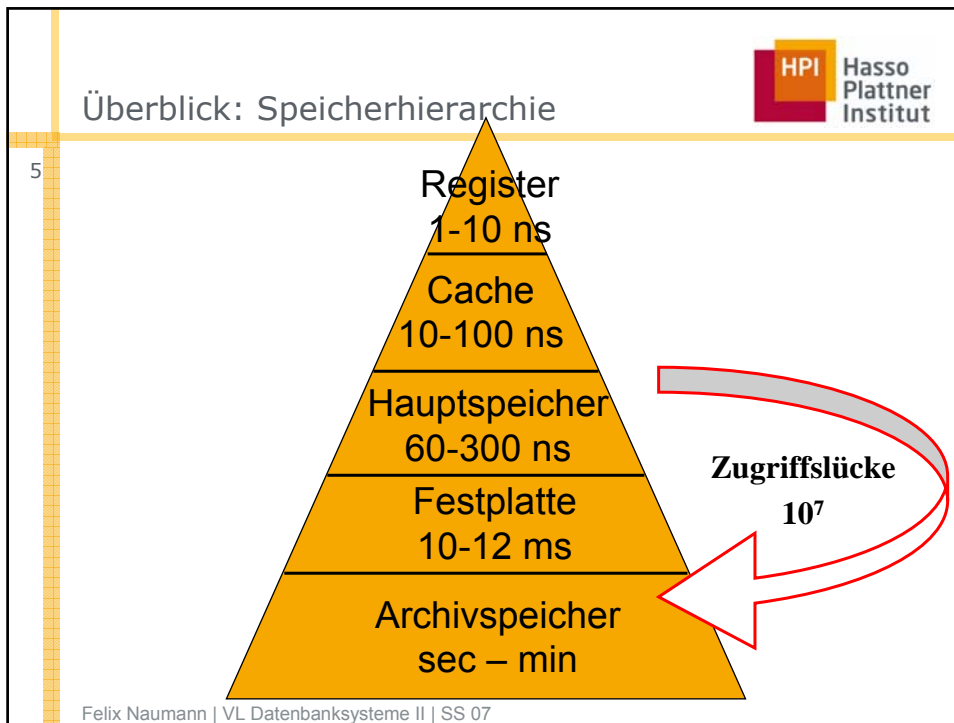 Überblick: Speicherhierarchie
HPI
Hasso
Plattner
Institut
5
Register
1-10 ns
Cache
10-100 ns
Hauptspeicher
60-300 ns
Festplatte
10-12 ms
Archivspeicher
sec – min
Zugriffslücke
10⁷
Felix Naumann | VL Datenbanksysteme II | SS 07